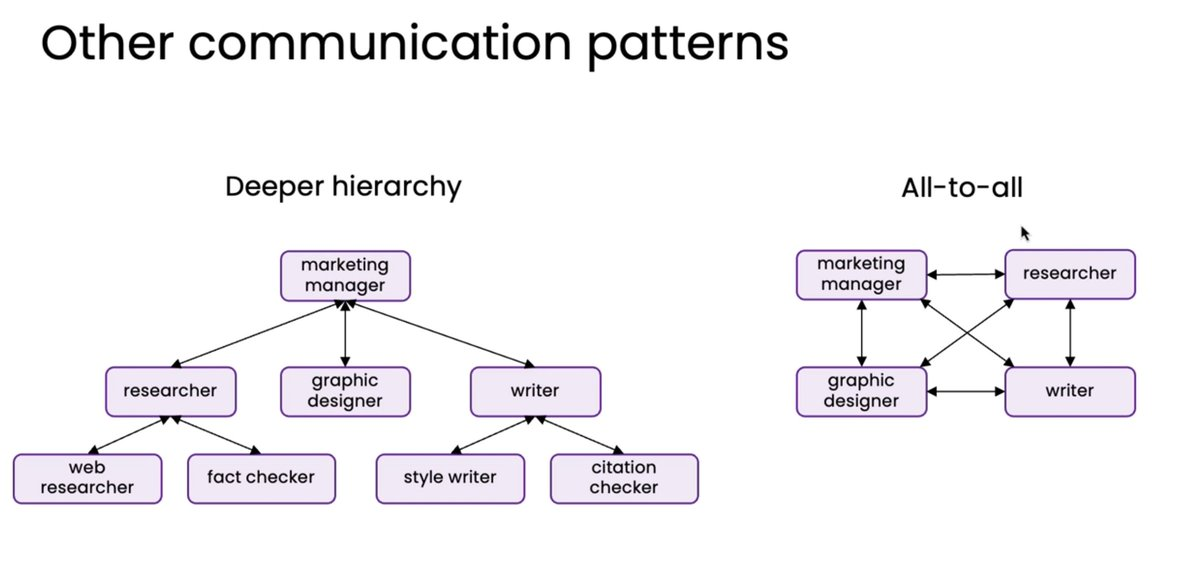 Other communication patterns
Deeper hierarchy
marketing
manager
researcher
graphic
designer
writer
web
researcher
fact checker
style writer
citation
checker
All-to-all
marketing
manager
researcher
graphic
designer
writer